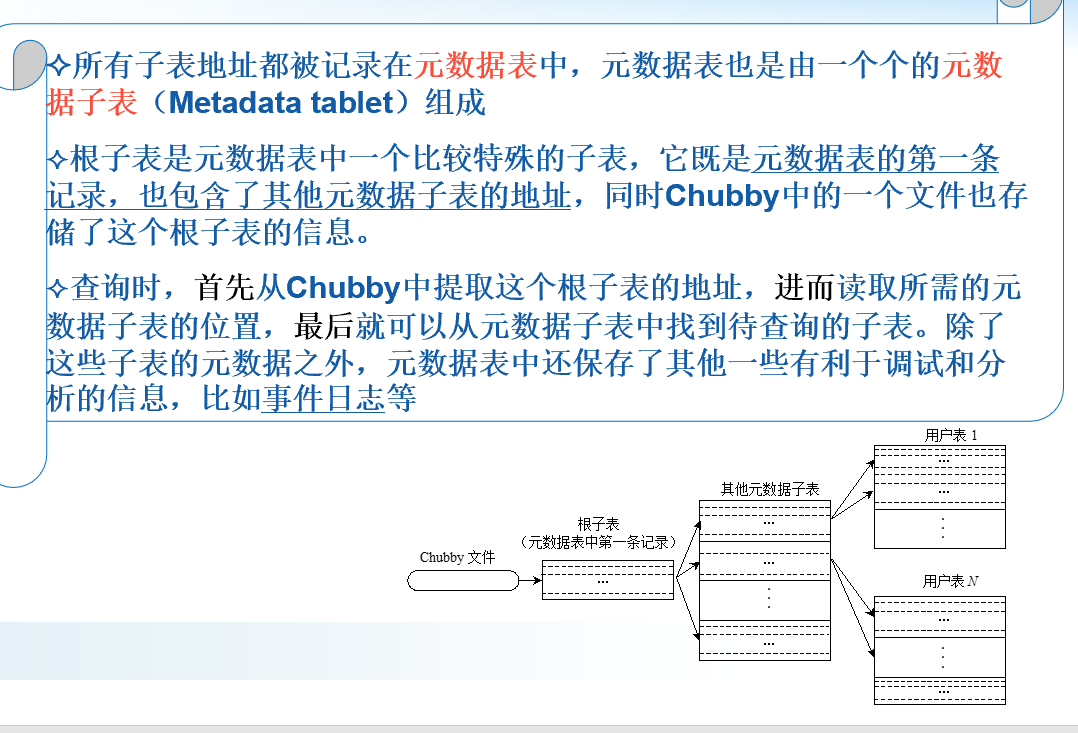 ✧所有子表地址都被记录在元数据表中，元数据表也是由一个个的元数
据子表（Metadata tablet）组成
✧根子表是元数据表中一个比较特殊的子表，它既是元数据表的第一条
记录，也包含了其他元数据子表的地址，同时Chubby中的一个文件也存
储了这个根子表的信息。
✧查询时，首先从Chubby中提取这个根子表的地址，进而读取所需的元
数据子表的位置，最后就可以从元数据子表中找到待查询的子表。除了
这些子表的元数据之外，元数据表中还保存了其他一些有利于调试和分
析的信息，比如事件日志等
Chubby 文件
根子表
（元数据表中第一条记录）
...
其他元数据子表
...
...
...
...
用户表 1
...
...
...
用户表 N
...
...
...